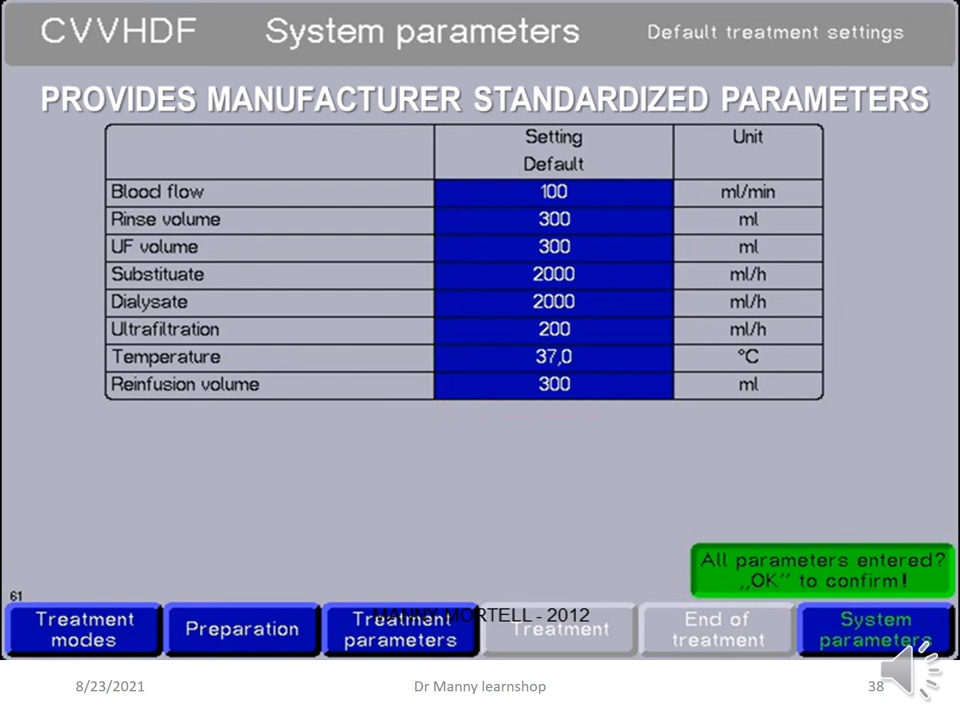 CVVHDF System parameters Default treatment settings
PROVIDES MANUFACTURER STANDARDIZED PARAMETERS
Setting Unit
Default
Blood flow 100 ml/min
Rinse volume 300 ml
UF volume 300 ml
Substituate 2000 ml/h
Dialysate 2000 ml/h
Ultrafiltration 200 ml/h
Temperature 37,0 °C
Reinfusion volume 300 ml
All parameters entered?
„OK” to confirm!
61
Treatment modes
Preparation
Treatment parameters
MANNY MORTELL - 2012
Treatment
End of treatment
System parameters
8/23/2021 Dr Manny learnshop 38